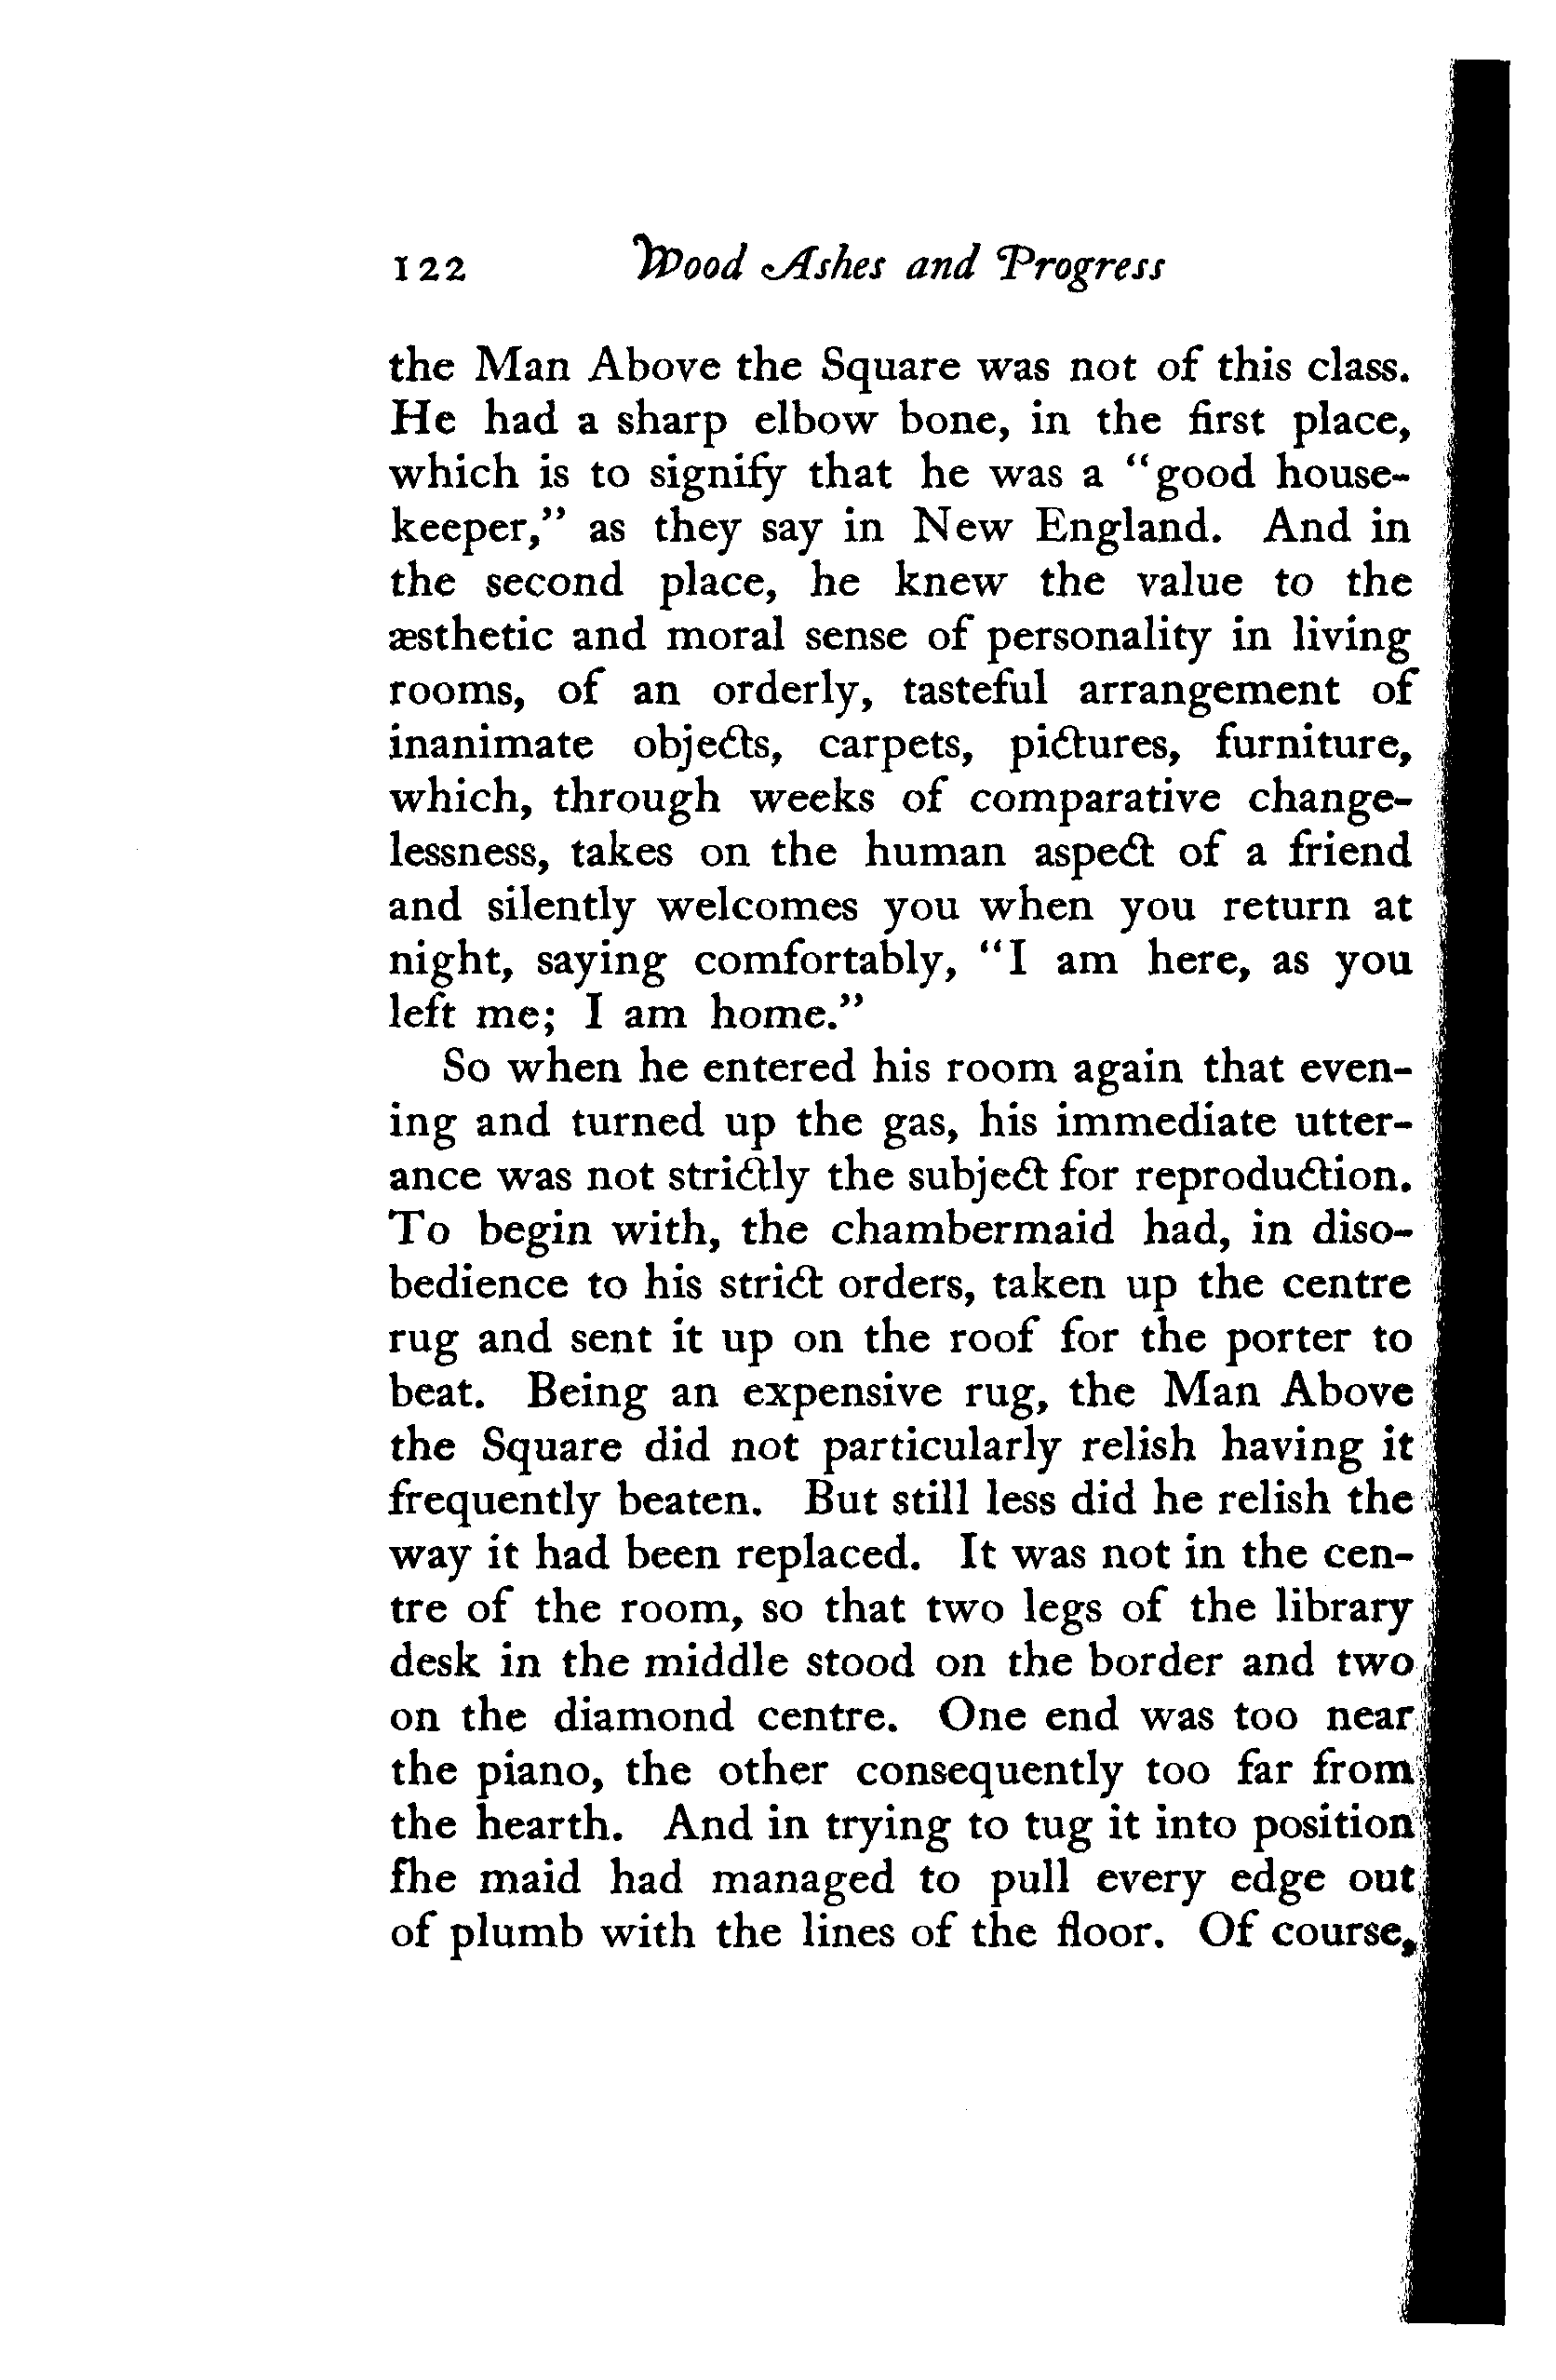 122 Wood Ashes and Progress
the Man Above the Square was not of this class.
He had a sharp elbow bone, in the first place,
which is to signify that he was a "good house-
keeper," as they say in New England. And in
the second place, he knew the value to the
æsthetic and moral sense of personality in living
rooms, of an orderly, tasteful arrangement of
inanimate objects, carpets, pictures, furniture,
which, through weeks of comparative change-
lessness, takes on the human aspect of a friend
and silently welcomes you when you return at
night, saying comfortably, "I am here, as you
left me; I am home."
So when he entered his room again that even-
ing and turned up the gas, his immediate utter-
ance was not strictly the subject for reproduction.
To begin with, the chambermaid had, in diso-
bedience to his strict orders, taken up the centre
rug and sent it up on the roof for the porter to
beat. Being an expensive rug, the Man Above
the Square did not particularly relish having it
frequently beaten. But still less did he relish the
way it had been replaced. It was not in the cen-
tre of the room, so that two legs of the library
desk in the middle stood on the border and two
on the diamond centre. One end was too near
the piano, the other consequently too far from
the hearth. And in trying to tug it into position
ſhe maid had managed to pull every edge out
of plumb with the lines of the floor. Of course,